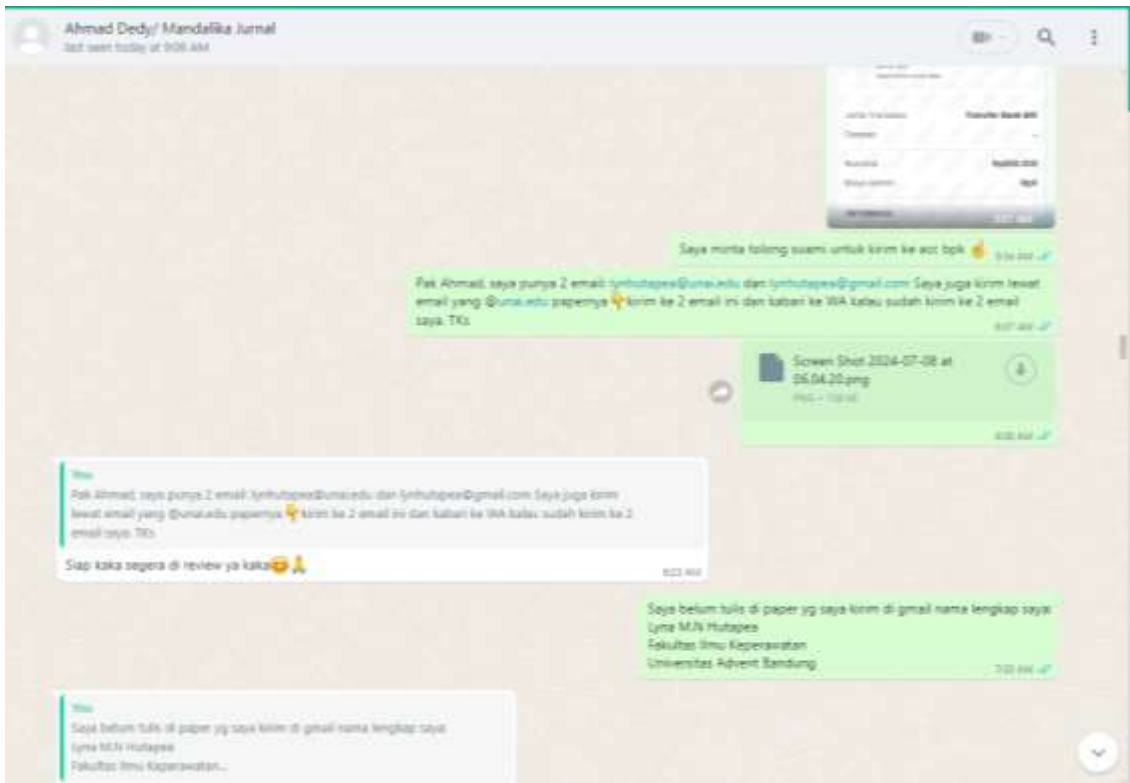 Ahmad Dedy/ Mandalika Jurnal
last seen today at 9:08 AM
Transfer Bank BRI
Saya minta tolong suami untuk kirim ke acc bpk ☝
Pak Ahmad, saya punya 2 email: lynhutapea@unai.edu dan lynhutapea@gmail.com Saya juga kirim lewat
email yang @unai.edu papernya 👇kirim ke 2 email ini dan kabari ke WA kalau sudah kirim ke 2 email
saya. TKs
Screen Shot 2024-07-08 at
06.04.20.png
You
Pak Ahmad, saya punya 2 email: lynhutapea@unai.edu dan lynhutapea@gmail.com Saya juga kirim
lewat email yang @unai.edu papernya 👇kirim ke 2 email ini dan kabari ke WA kalau sudah kirim ke 2
email saya. TKs
Siap kaka segera di review ya kaka😊🙏
6:23 AM
Saya belum tulis di paper yg saya kirim di gmail nama lengkap saya:
Lyna M.N Hutapea
Fakultas Ilmu Keperawatan
Universitas Advent Bandung
You
Saya belum tulis di paper yg saya kirim di gmail nama lengkap saya:
Lyna M.N Hutapea
Fakultas Ilmu Keperawatan...